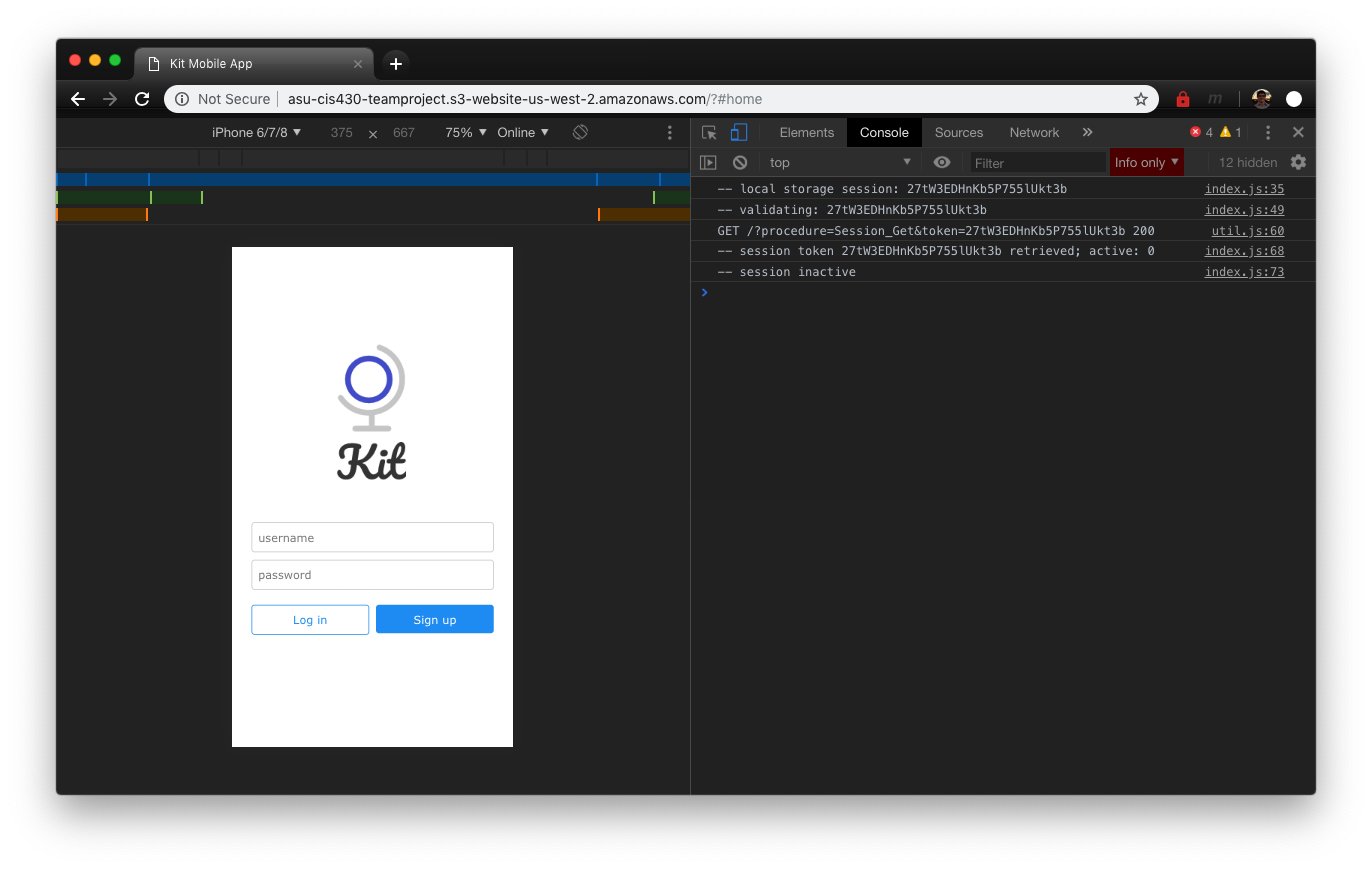 Kit Mobile App
Not Secure asu-cis430-teamproject.s3-website-us-west-2.amazonaws.com/?#home
iPhone 6/7/8 375 × 667 75% Online
Elements Console Sources Network » 4 1
top Filter Info only 12 hidden
-- local storage session: 27tW3EDHnKb5P755lUkt3b index.js:35
-- validating: 27tW3EDHnKb5P755lUkt3b index.js:49
GET /?procedure=Session_Get&token=27tW3EDHnKb5P755lUkt3b 200 util.js:60
-- session token 27tW3EDHnKb5P755lUkt3b retrieved; active: 0 index.js:68
-- session inactive index.js:73
Kit
username
password
Log in Sign up